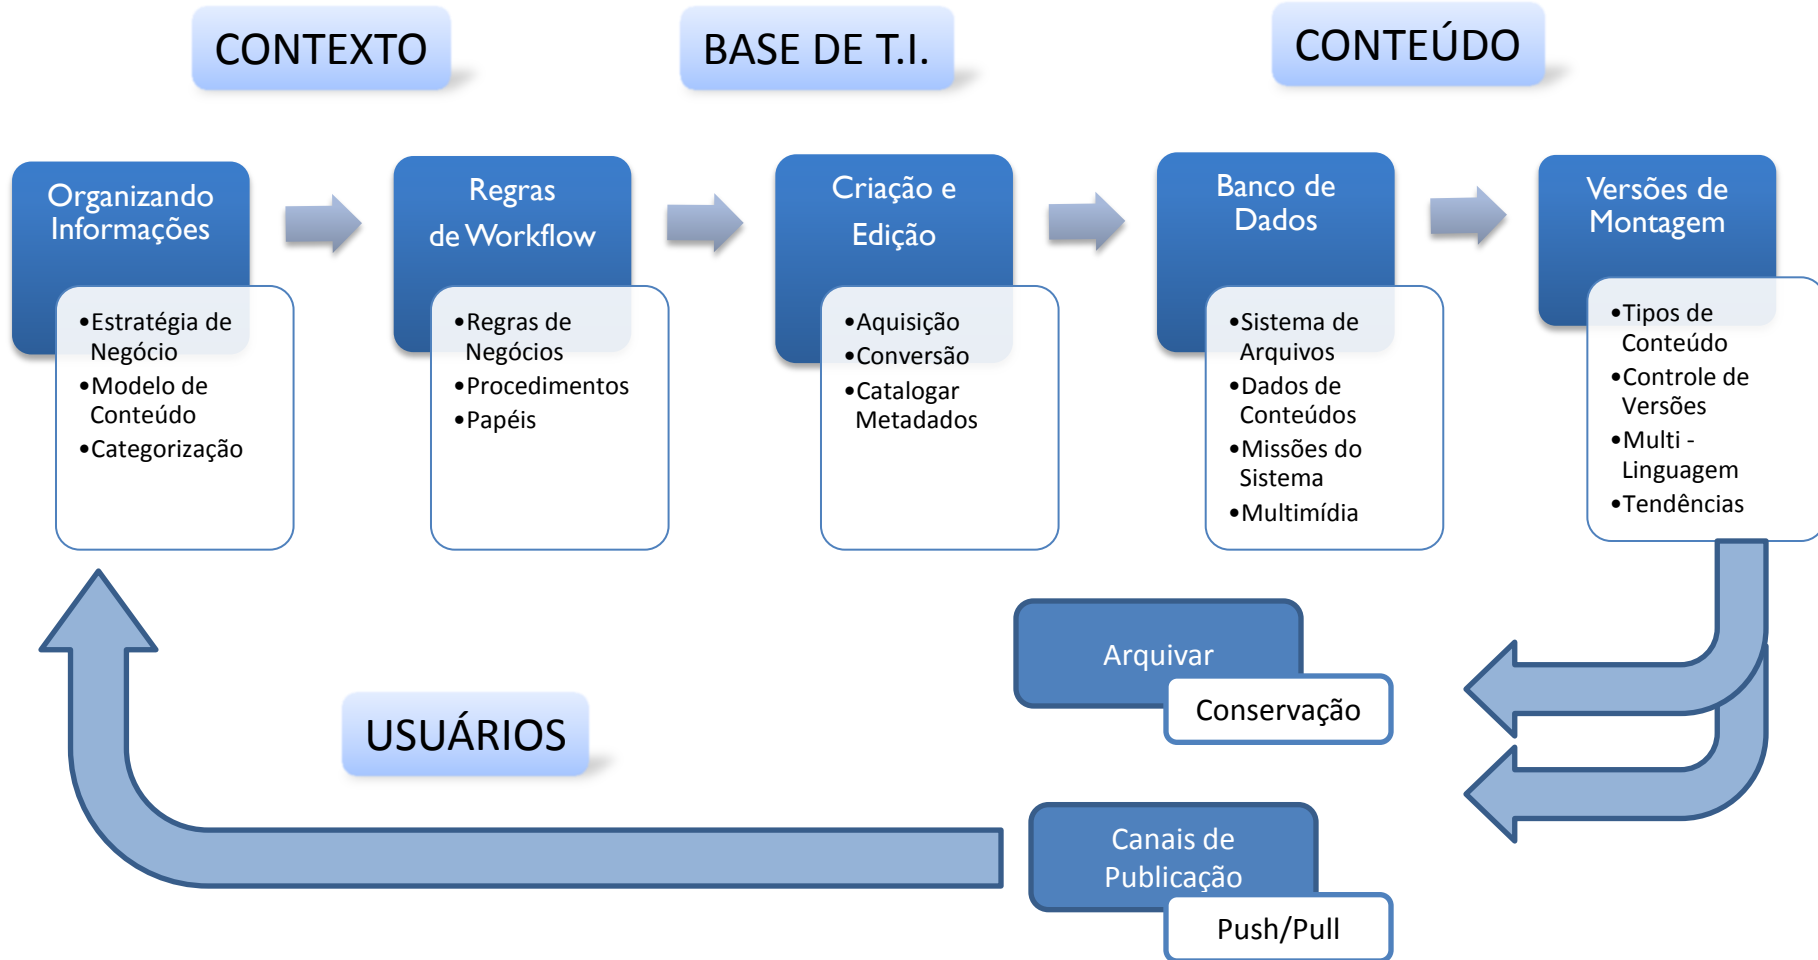 CONTEXTO
BASE DE T.I.
CONTEÚDO
Organizando
Informações
•Estratégia de
Negócio
•Modelo de
Conteúdo
•Categorização
Regras
de Workflow
•Regras de
Negócios
•Procedimentos
•Papéis
Criação e
Edição
•Aquisição
•Conversão
•Catalogar
Metadados
Banco de
Dados
•Sistema de
Arquivos
•Dados de
Conteúdos
•Missões do
Sistema
•Multimídia
Versões de
Montagem
•Tipos de
Conteúdo
•Controle de
Versões
•Multi -
Linguagem
•Tendências
Arquivar
Conservação
USUÁRIOS
Canais de
Publicação
Push/Pull